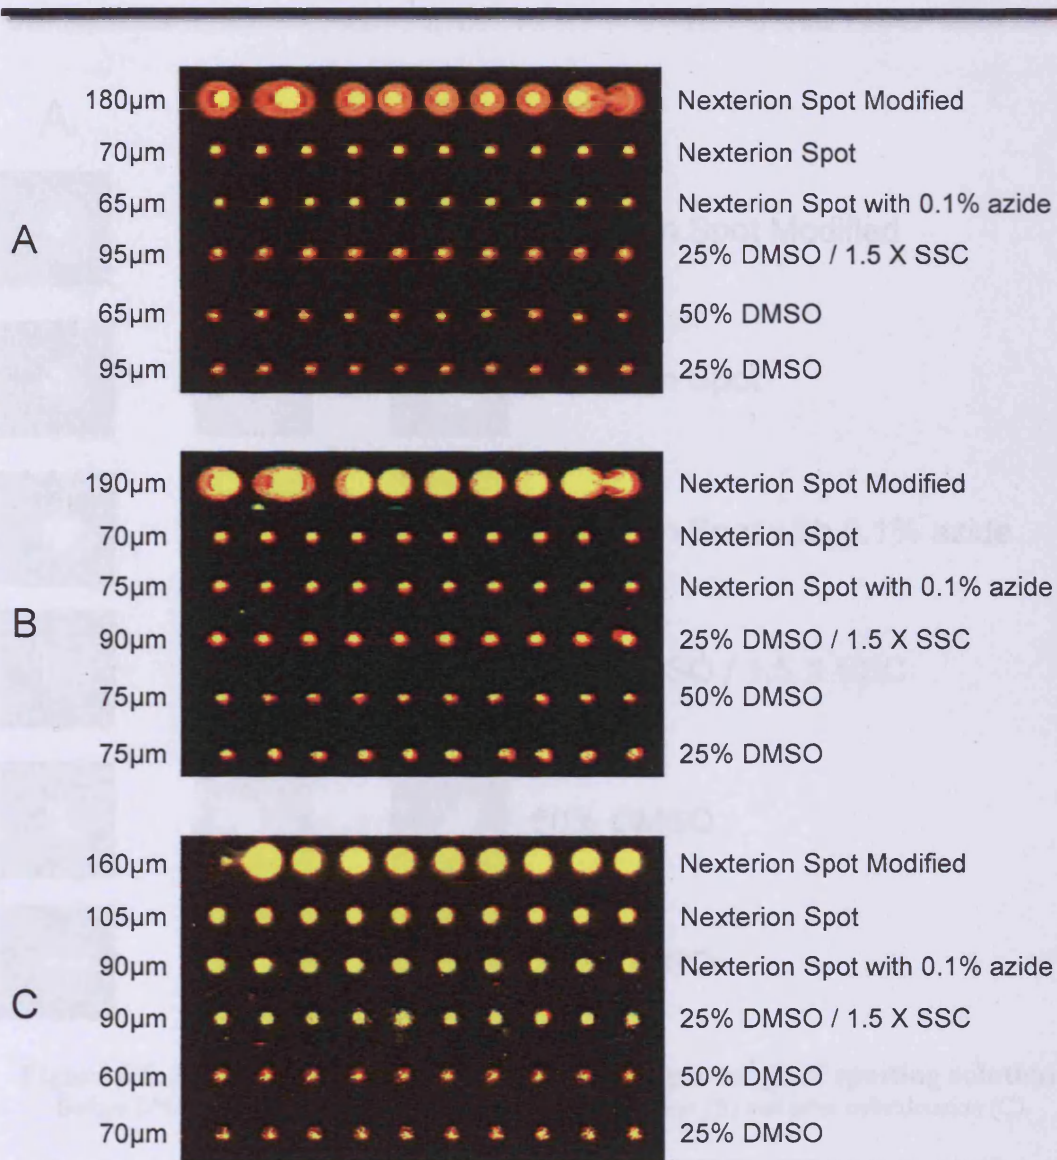 A
180µm Nexterion Spot Modified
70µm Nexterion Spot
65µm Nexterion Spot with 0.1% azide
95µm 25% DMSO / 1.5 X SSC
65µm 50% DMSO
95µm 25% DMSO
B
190µm Nexterion Spot Modified
70µm Nexterion Spot
75µm Nexterion Spot with 0.1% azide
90µm 25% DMSO / 1.5 X SSC
75µm 50% DMSO
75µm 25% DMSO
C
160µm Nexterion Spot Modified
105µm Nexterion Spot
90µm Nexterion Spot with 0.1% azide
90µm 25% DMSO / 1.5 X SSC
60µm 50% DMSO
70µm 25% DMSO